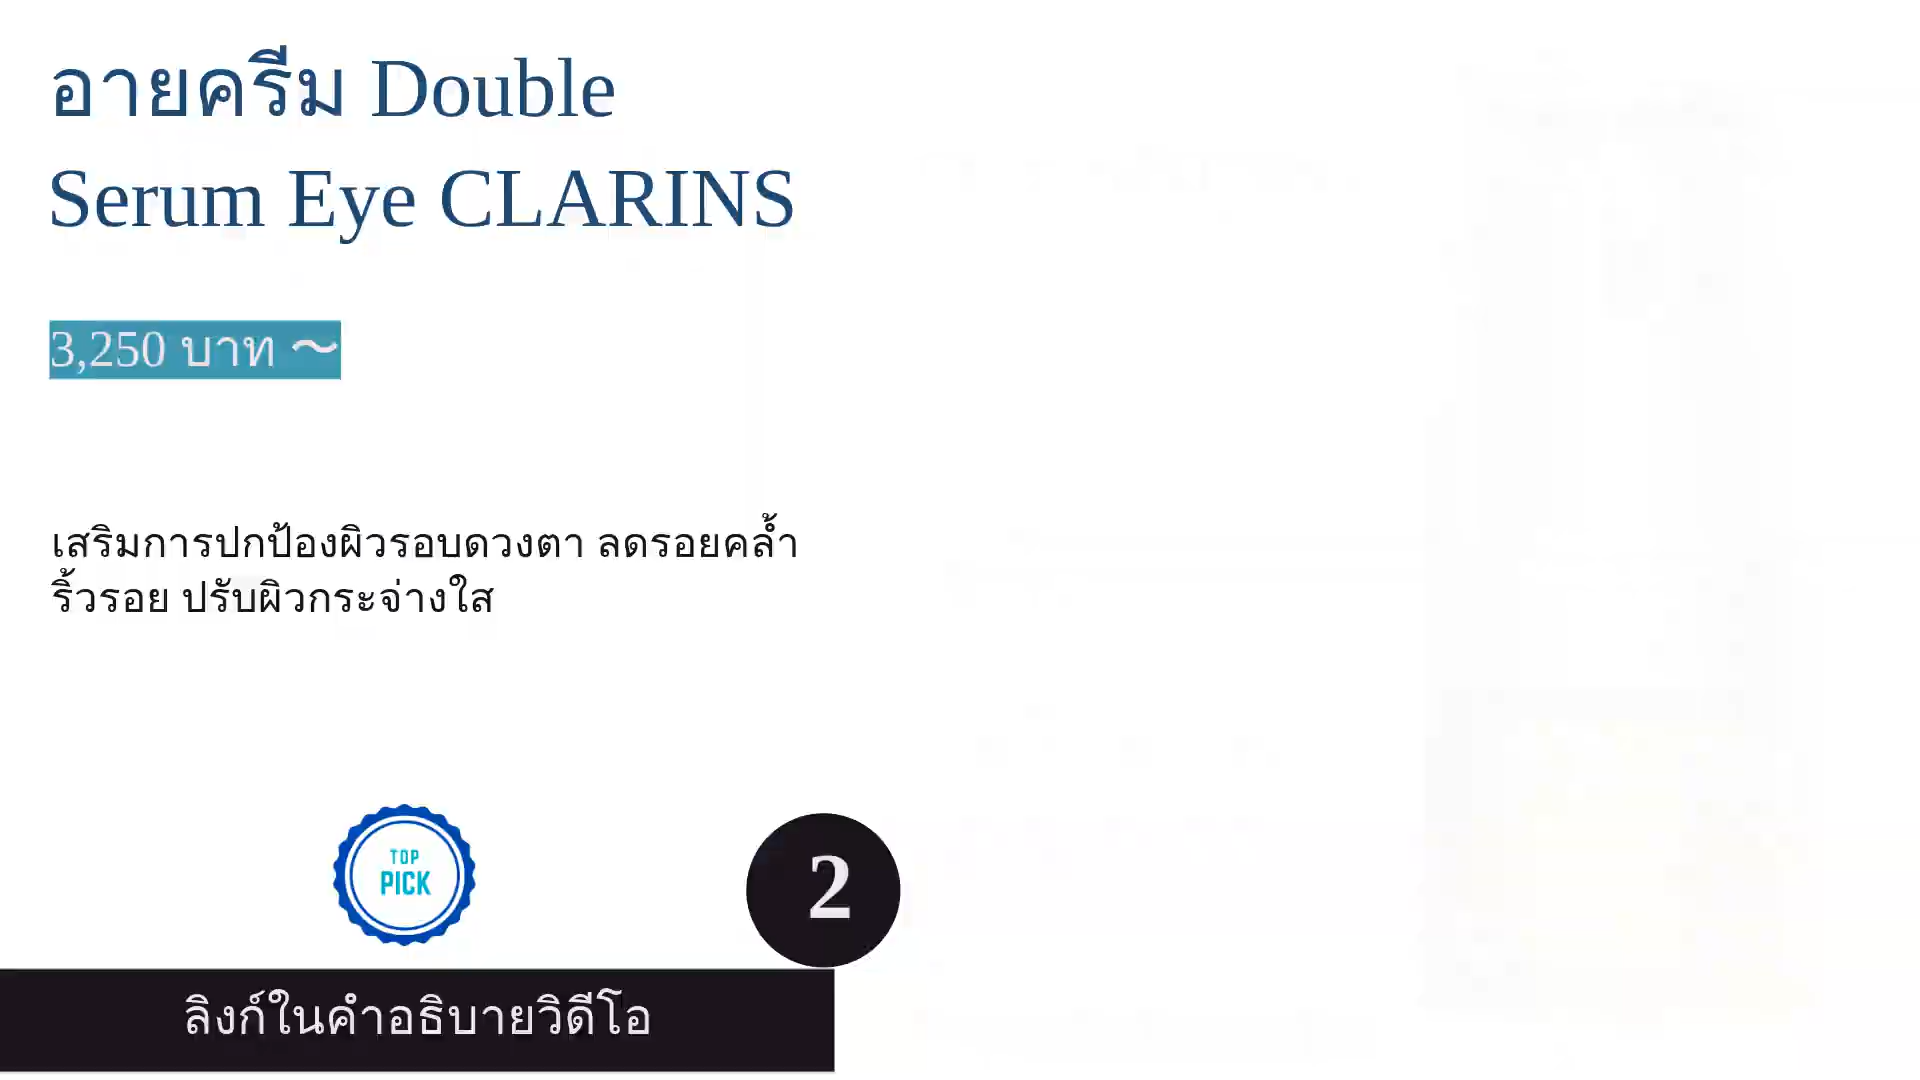 อายครีม Double
Serum Eye CLARINS
3,250 บาท ～
เสริมการปกป้องผิวรอบดวงตา ลดรอยคล้ำ
ริ้วรอย ปรับผิวกระจ่างใส
TOP
PICK
2
ลิงก์ในคำอธิบายวิดีโอ